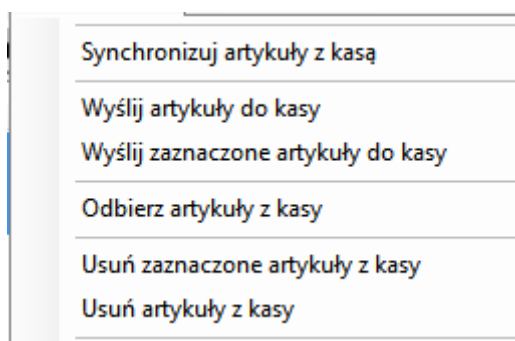 Synchronizuj artykuły z kasą
Wyślij artykuły do kasy
Wyślij zaznaczone artykuły do kasy
Odbierz artykuły z kasy
Usuń zaznaczone artykuły z kasy
Usuń artykuły z kasy